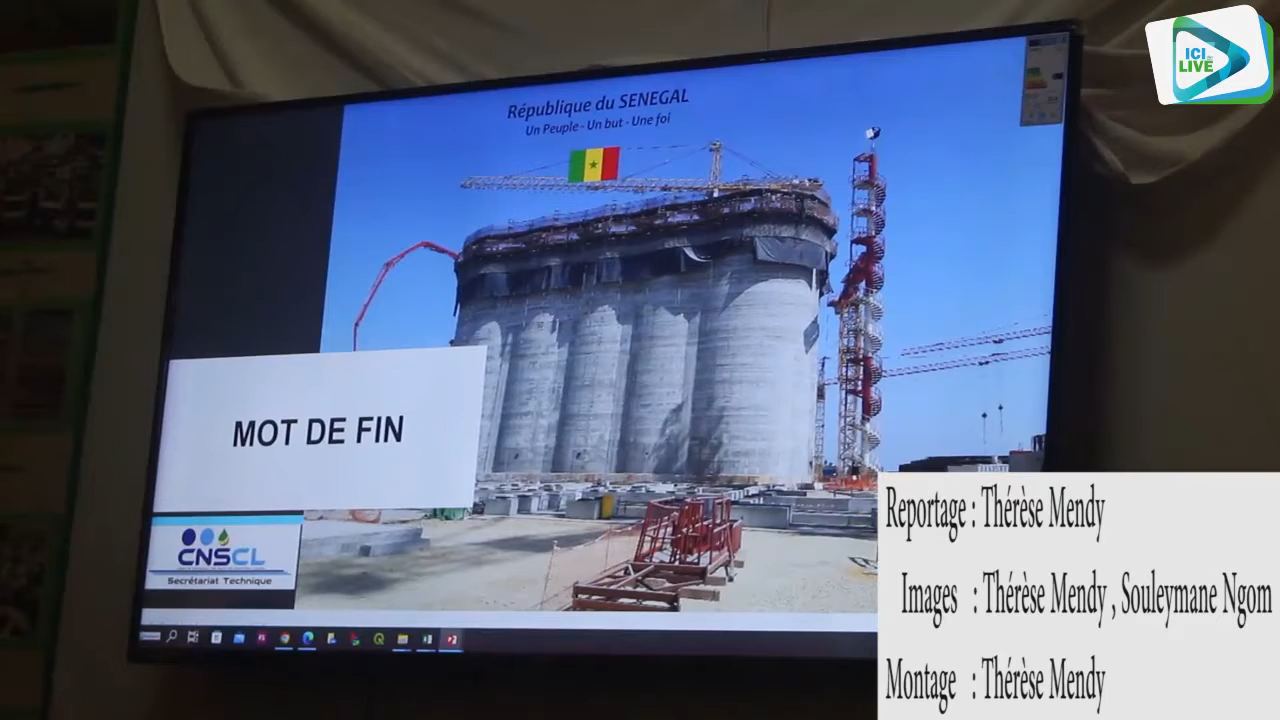 ICI
LIVE
République du SENEGAL
Un Peuple - Un but - Une foi
MOT DE FIN
CNSCL
Secrétariat Technique
Reportage : Thérèse Mendy
Images : Thérèse Mendy , Souleymane Ngom
Montage : Thérèse Mendy